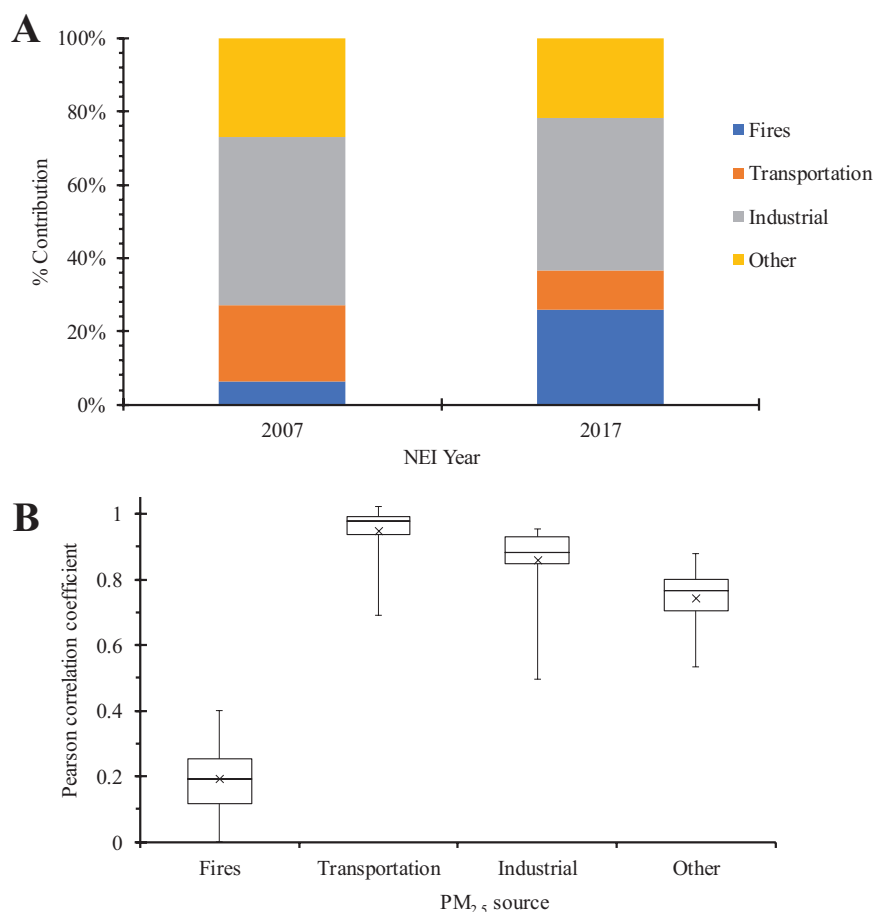 A
100%
80%
60%
40%
20%
0%
% Contribution
2007
2017
NEI Year
Fires
Transportation
Industrial
Other
B
1
0.8
0.6
0.4
0.2
0
Pearson correlation coefficient
Fires
Transportation
Industrial
Other
PM2.5 source